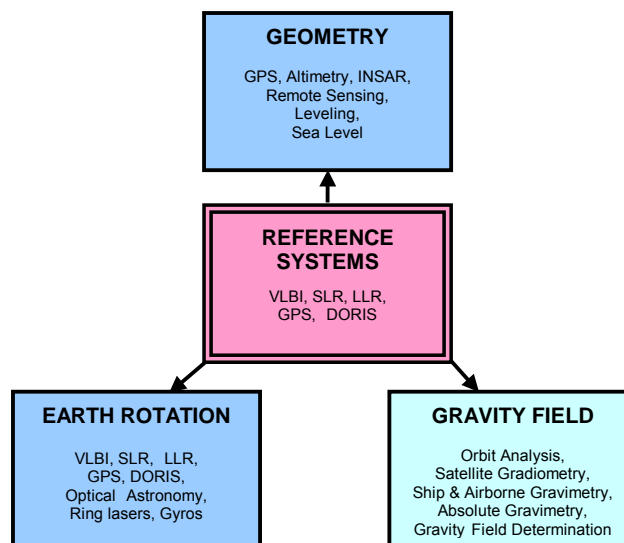 GEOMETRY
GPS, Altimetry, INSAR,
Remote Sensing,
Leveling,
Sea Level
REFERENCE
SYSTEMS
VLBI, SLR, LLR,
GPS, DORIS
EARTH ROTATION
VLBI, SLR, LLR,
GPS, DORIS,
Optical Astronomy,
Ring lasers, Gyros
GRAVITY FIELD
Orbit Analysis,
Satellite Gradiometry,
Ship & Airborne Gravimetry,
Absolute Gravimetry,
Gravity Field Determination